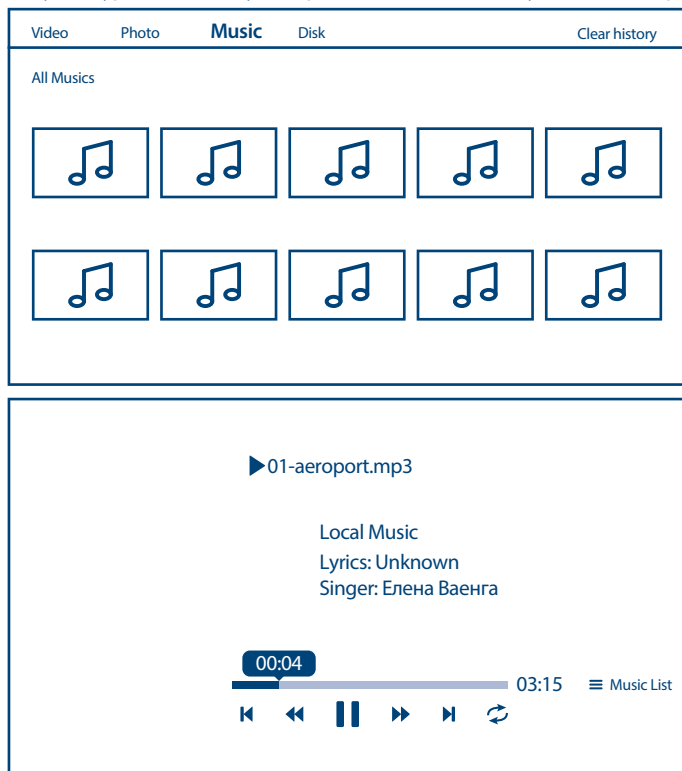 Video Photo Music Disk Clear history
All Musics
01-aeroport.mp3
Local Music
Lyrics: Unknown
Singer: Елена Ваенга
00:04
03:15 Music List